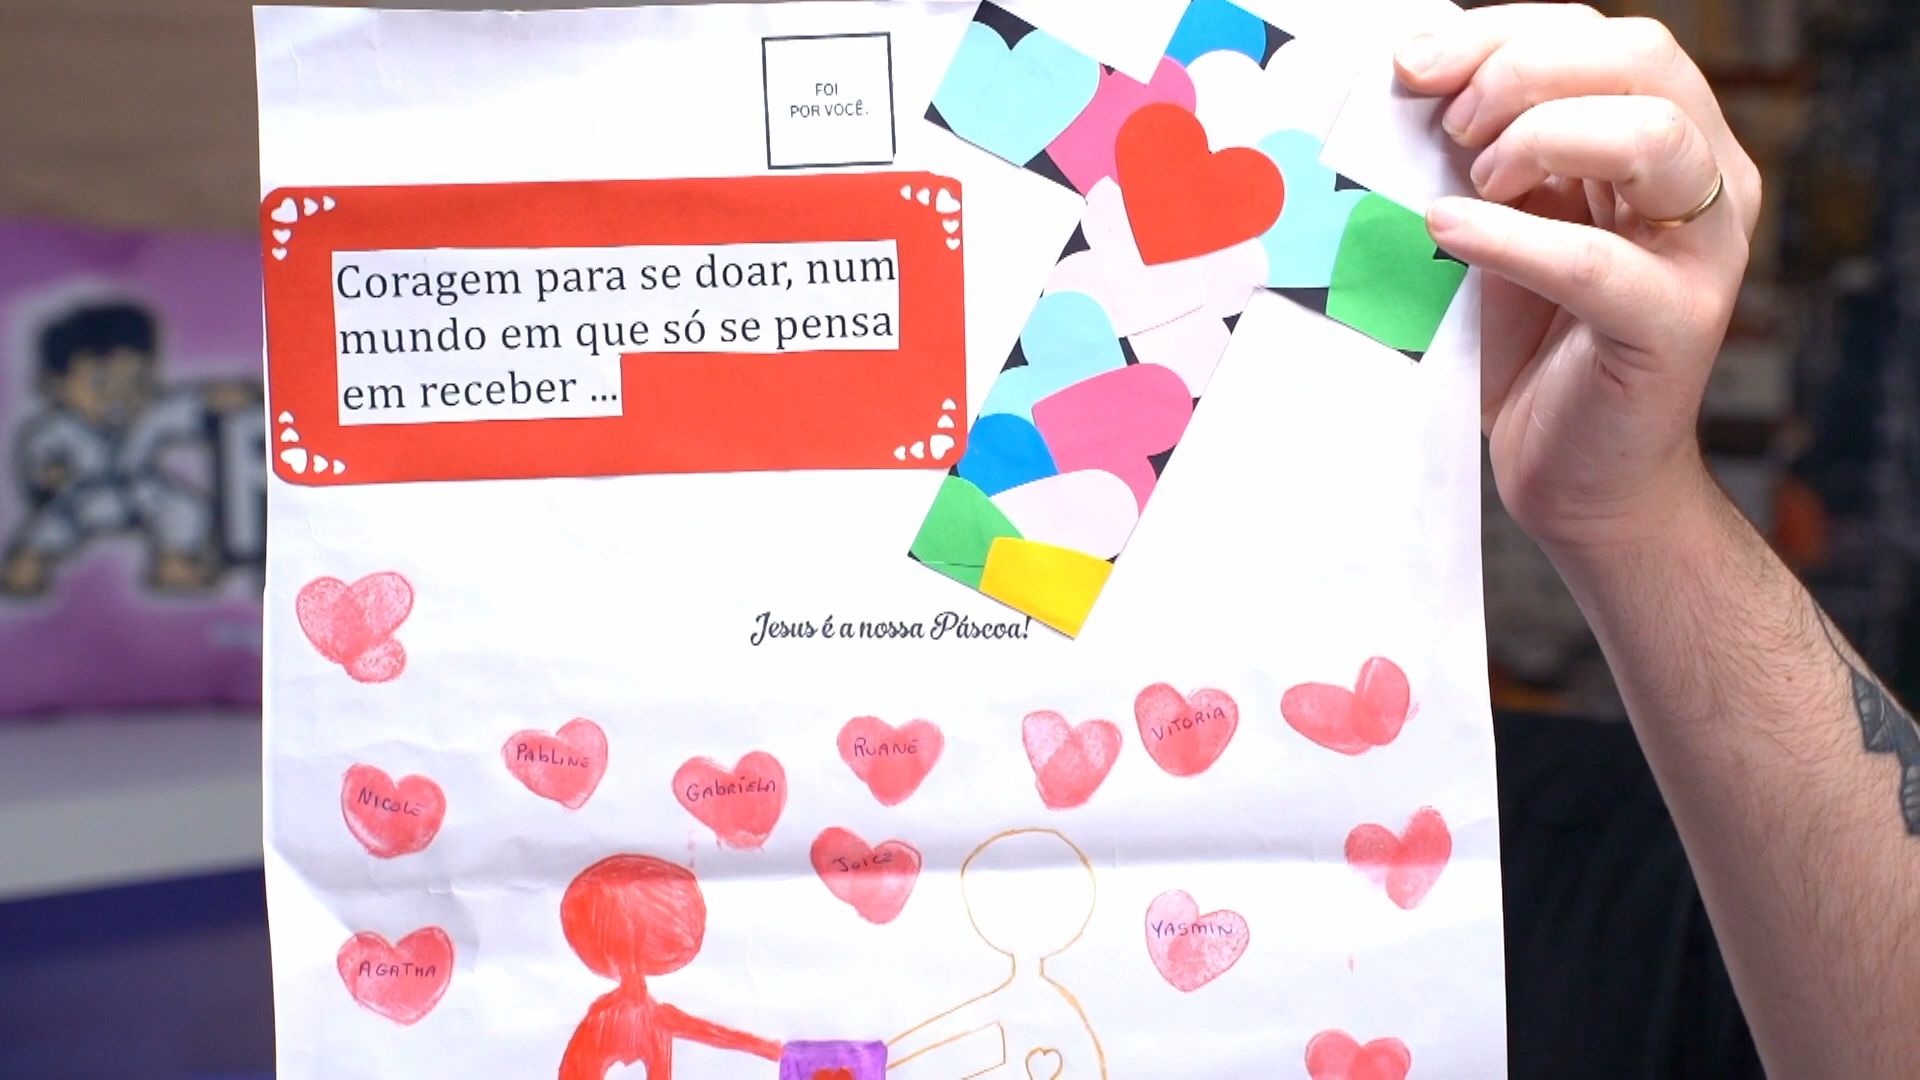 FOI
POR VOCÊ.
Coragem para se doar, num
mundo em que só se pensa
em receber ...
Jesus é a nossa Páscoa!
PAbLiNE
RUANE
VITORIA
NICOLE
GAbRiELA
JOICE
YASMIN
AGATHA